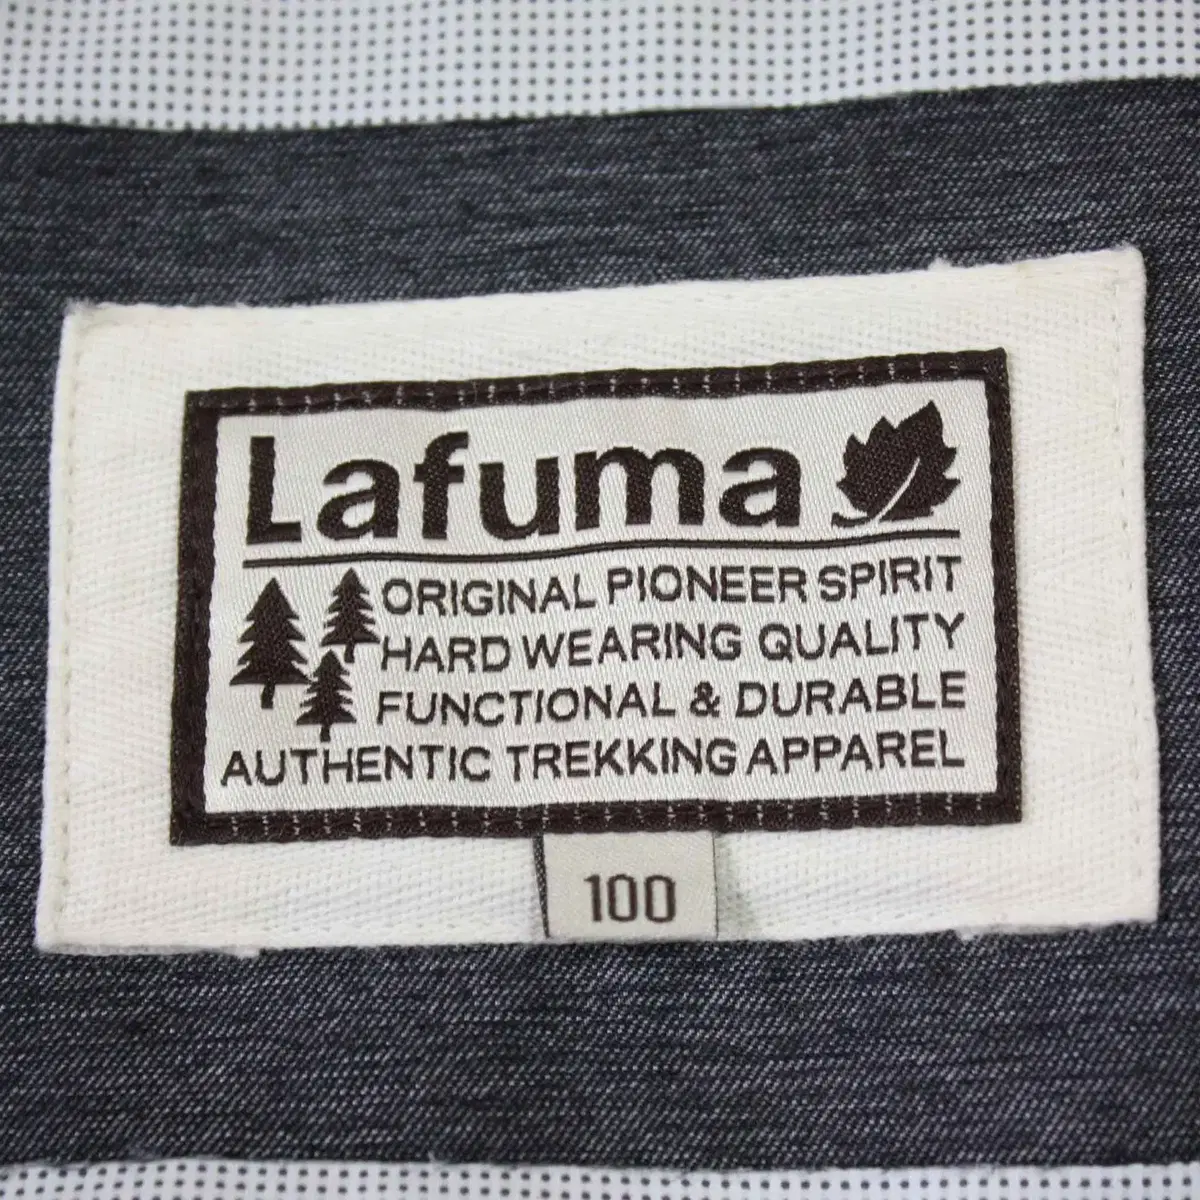 Lafuma
ORIGINAL PIONEER SPIRIT
HARD WEARING QUALITY
FUNCTIONAL & DURABLE
AUTHENTIC TREKKING APPAREL
100